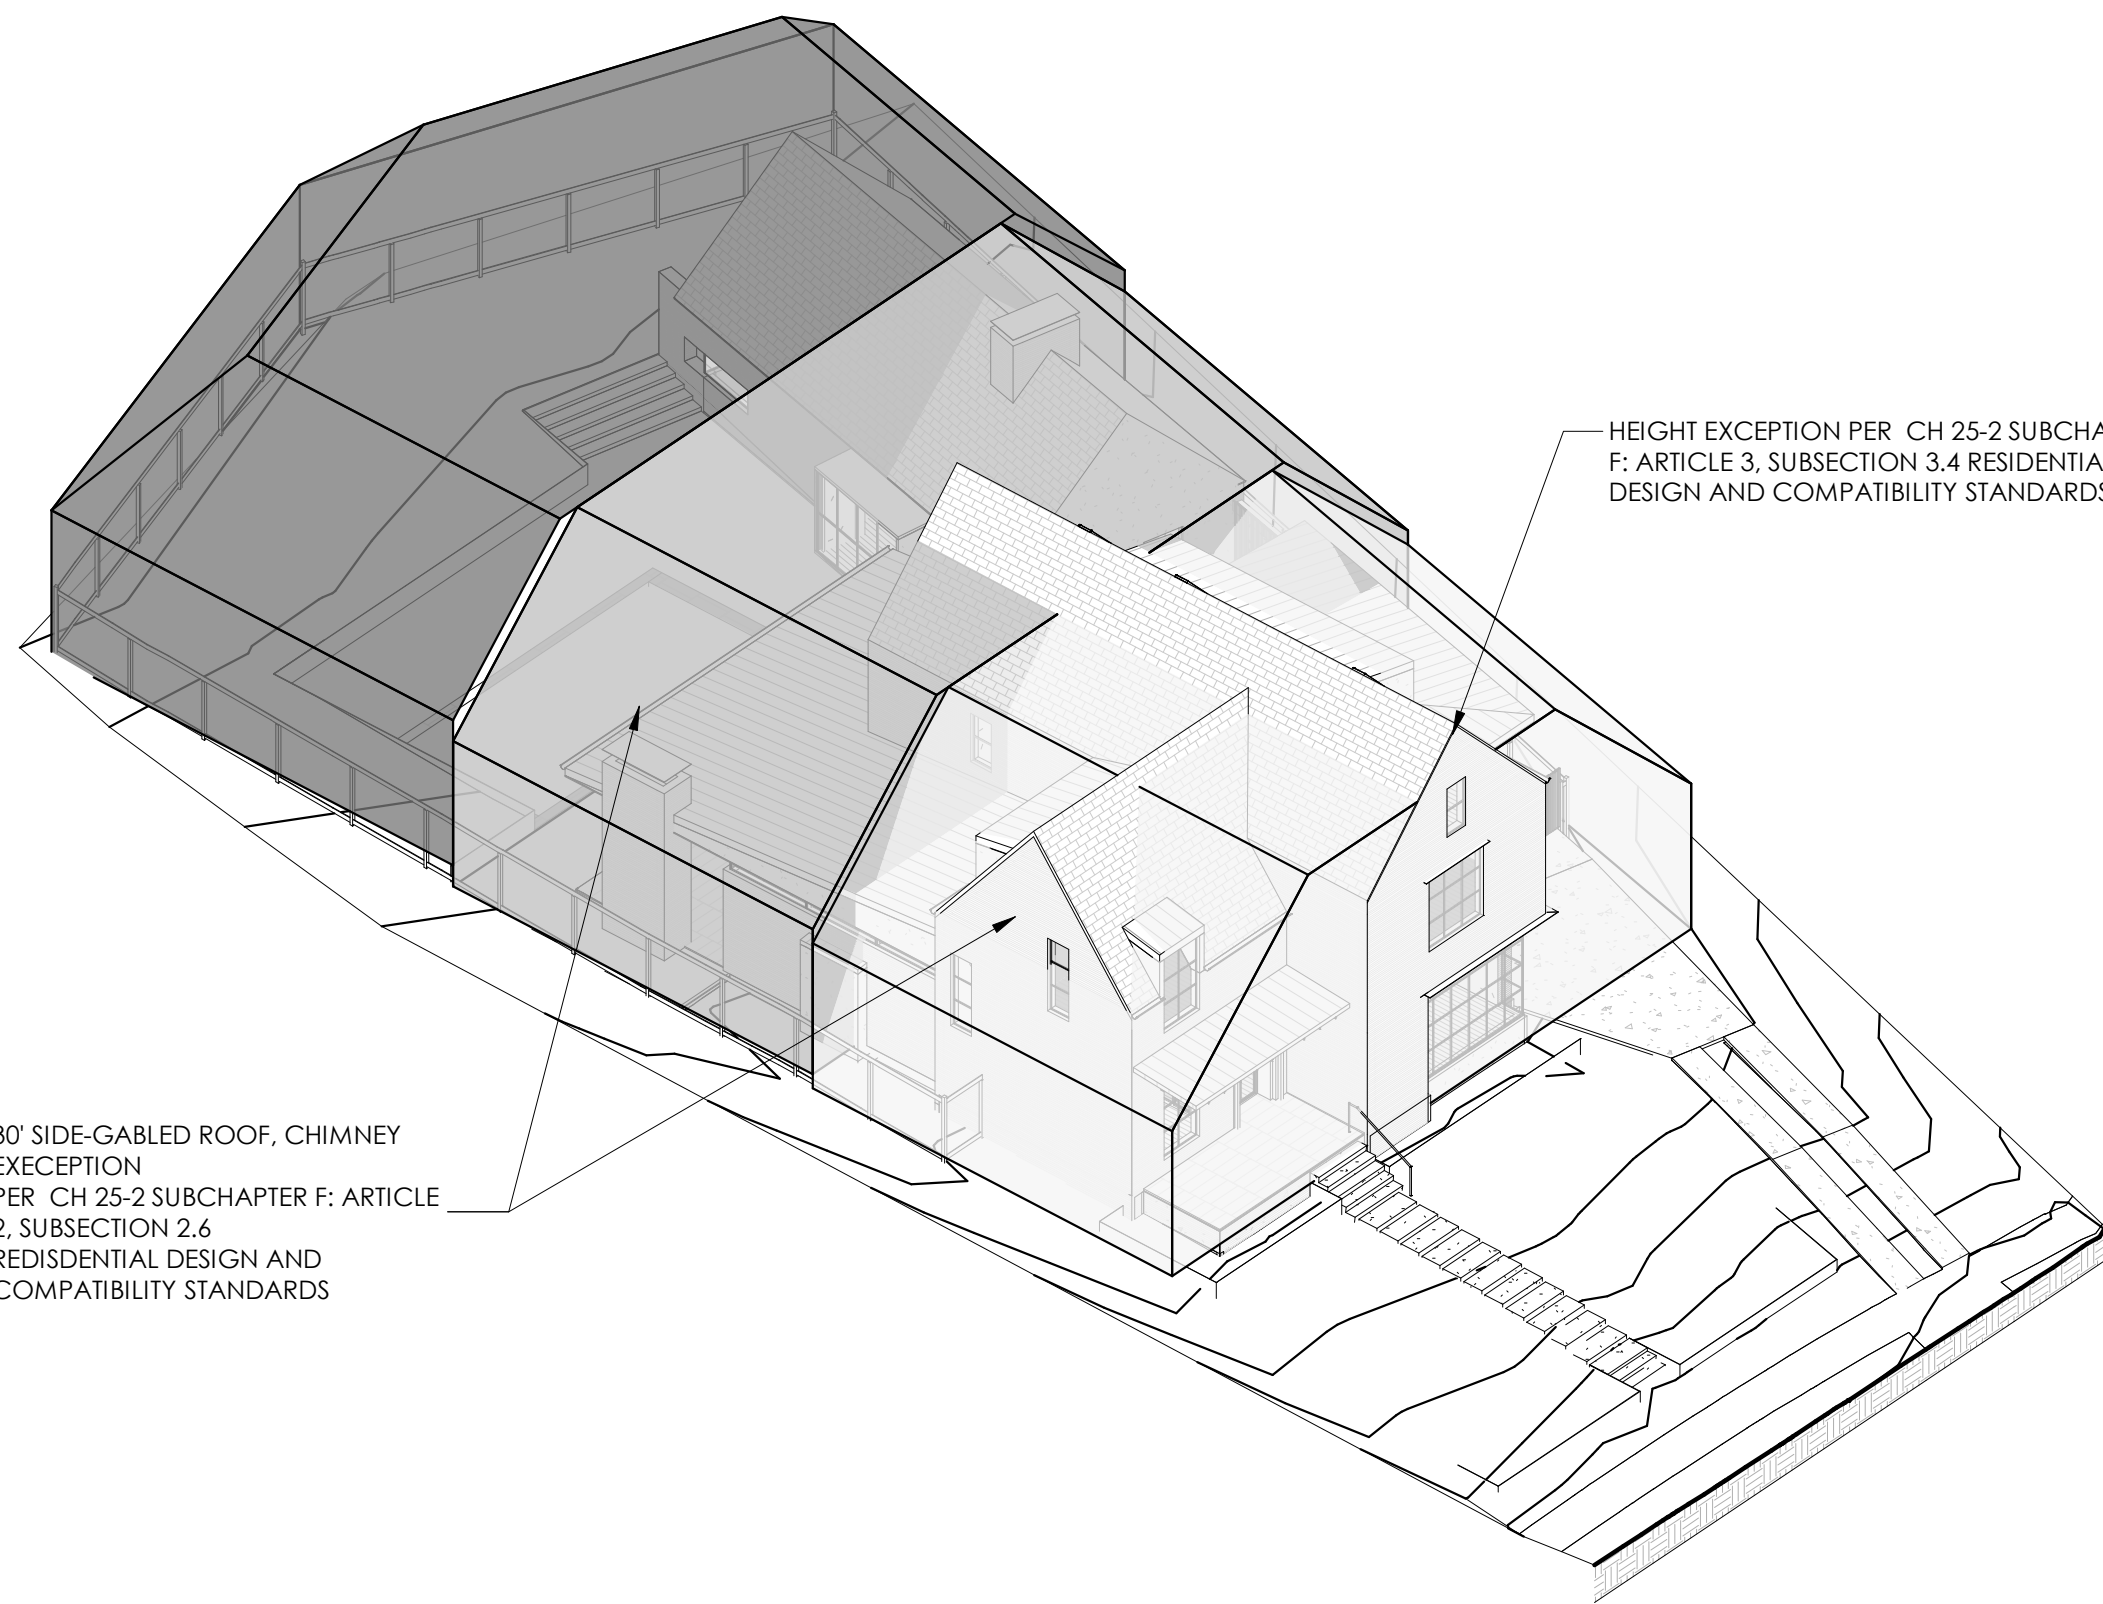 HEIGHT EXCEPTION PER CH 25-2 SUBCHA
F: ARTICLE 3, SUBSECTION 3.4 RESIDENTIA
DESIGN AND COMPATIBILITY STANDARDS
30' SIDE-GABLED ROOF, CHIMNEY
EXECEPTION
PER CH 25-2 SUBCHAPTER F: ARTICLE
2, SUBSECTION 2.6
REDISDENTIAL DESIGN AND
COMPATIBILITY STANDARDS